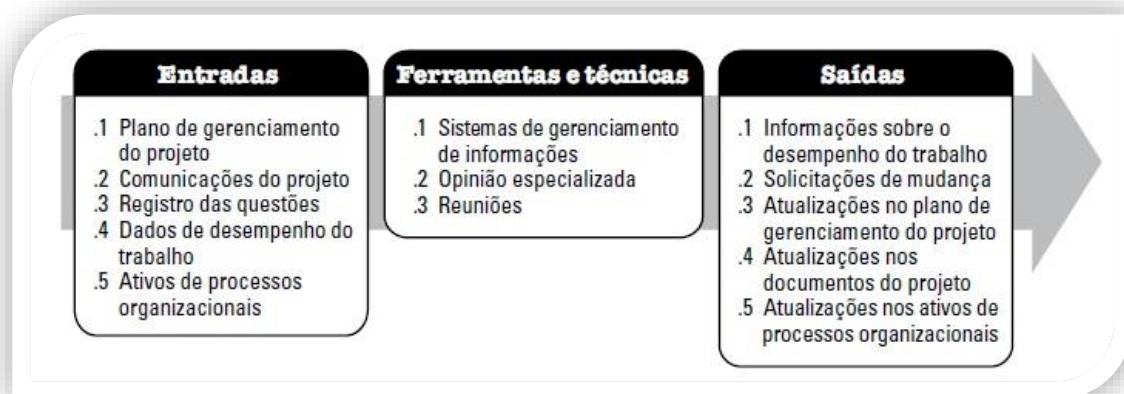 Entradas
.1 Plano de gerenciamento
do projeto
.2 Comunicações do projeto
.3 Registro das questões
.4 Dados de desempenho do
trabalho
.5 Ativos de processos
organizacionais
Ferramentas e técnicas
.1 Sistemas de gerenciamento
de informações
.2 Opinião especializada
.3 Reuniões
Saídas
.1 Informações sobre o
desempenho do trabalho
.2 Solicitações de mudança
.3 Atualizações no plano de
gerenciamento do projeto
.4 Atualizações nos
documentos do projeto
.5 Atualizações nos ativos de
processos organizacionais